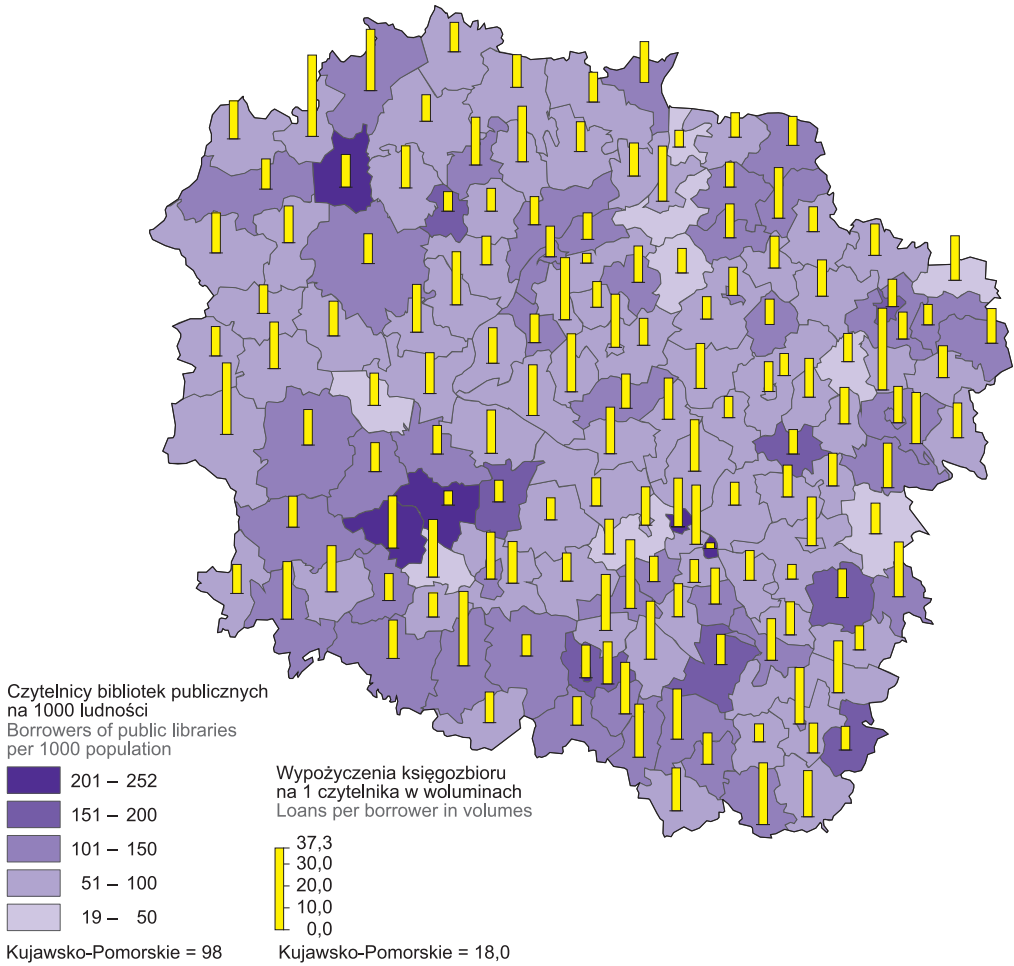 Czytelnicy bibliotek publicznych
na 1000 ludności
Borrowers of public libraries
per 1000 population
201 – 252
151 – 200
101 – 150
51 – 100
19 – 50
Kujawsko-Pomorskie = 98
Wypożyczenia księgozbioru
na 1 czytelnika w woluminach
Loans per borrower in volumes
37,3
30,0
20,0
10,0
0,0
Kujawsko-Pomorskie = 18,0